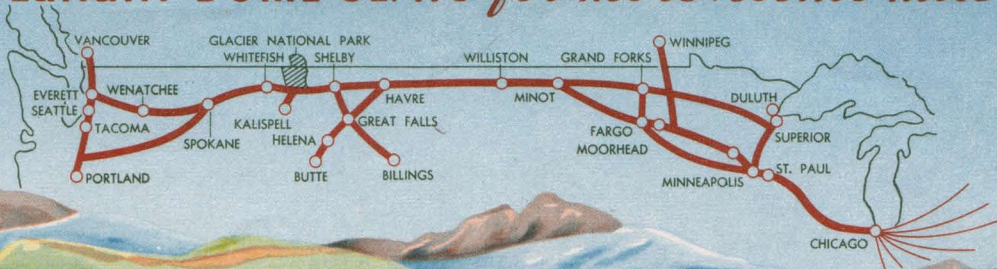 VANCOUVER
GLACIER NATIONAL PARK
WINNIPEG
WHITEFISH
SHELBY
WILLISTON
GRAND FORKS
EVERETT
WENATCHEE
HAVRE
MINOT
DULUTH
SEATTLE
KALISPELL
GREAT FALLS
TACOMA
SPOKANE
HELENA
FARGO
SUPERIOR
MOORHEAD
PORTLAND
BUTTE
BILLINGS
MINNEAPOLIS
ST. PAUL
CHICAGO